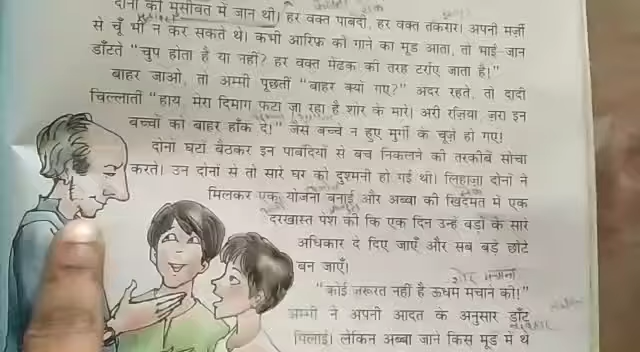 दोनों की मुसीबत में जान थी। हर वक्त पाबंदी, हर वक्त तकरार। अपनी मर्ज़ी
से चूँ भी न कर सकते थे। कभी आरिफ़ को गाने का मूड आता, तो भाई-जान
डाँटते "चुप होता है या नहीं? हर वक्त मेंढक की तरह टर्राए जाता है।"
बाहर जाओ, तो अम्मी पूछतीं "बाहर क्यों गए?" अंदर रहते, तो दादी
चिल्लातीं "हाय, मेरा दिमाग फटा जा रहा है शोर के मारे। अरी रज़िया, ज़रा इन
बच्चों को बाहर हाँक दे।" जैसे बच्चे न हुए मुर्गी के चूज़े हो गए!
दोनों घंटों बैठकर इन पाबंदियों से बच निकलने की तरकीबें सोचा
करते। उन दोनों से तो सारे घर को दुश्मनी हो गई थी। लिहाज़ा दोनों ने
मिलकर एक योजना बनाई और अब्बा की खिदमत में एक
दरखास्त पेश की कि एक दिन उन्हें बड़ों के सारे
अधिकार दे दिए जाएँ और सब बड़े छोटे
बन जाएँ।
शोर मचाना
"कोई ज़रूरत नहीं है ऊधम मचाने की।"
अम्मी ने अपनी आदत के अनुसार डाँट
पिलाई। लेकिन अब्बा जाने किस मूड में थे